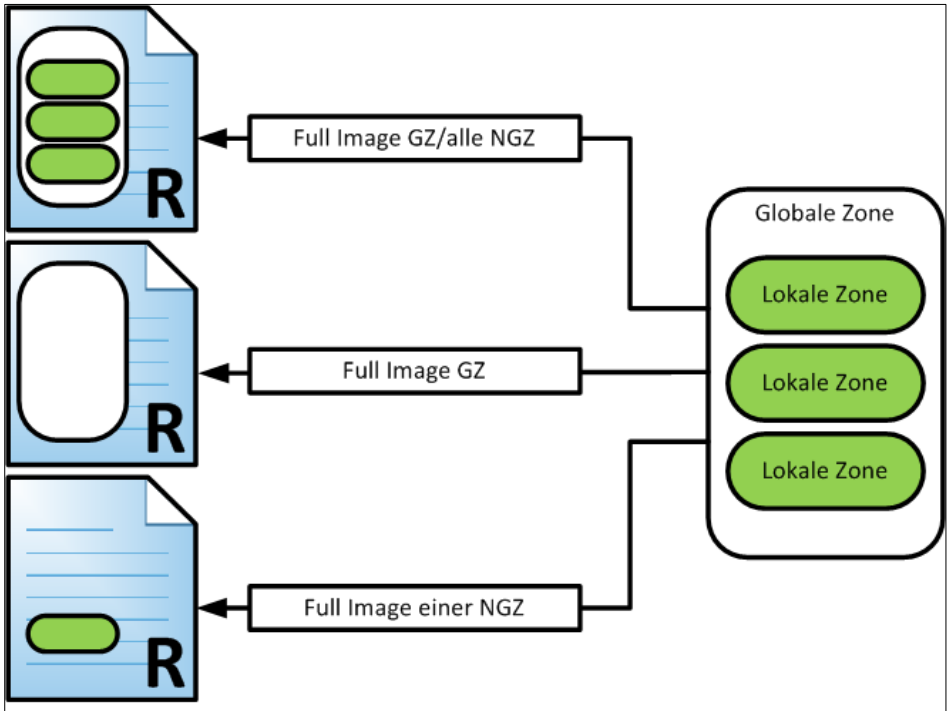 R
Full Image GZ/alle NGZ
Globale Zone
Lokale Zone
R
Full Image GZ
Lokale Zone
Lokale Zone
R
Full Image einer NGZ